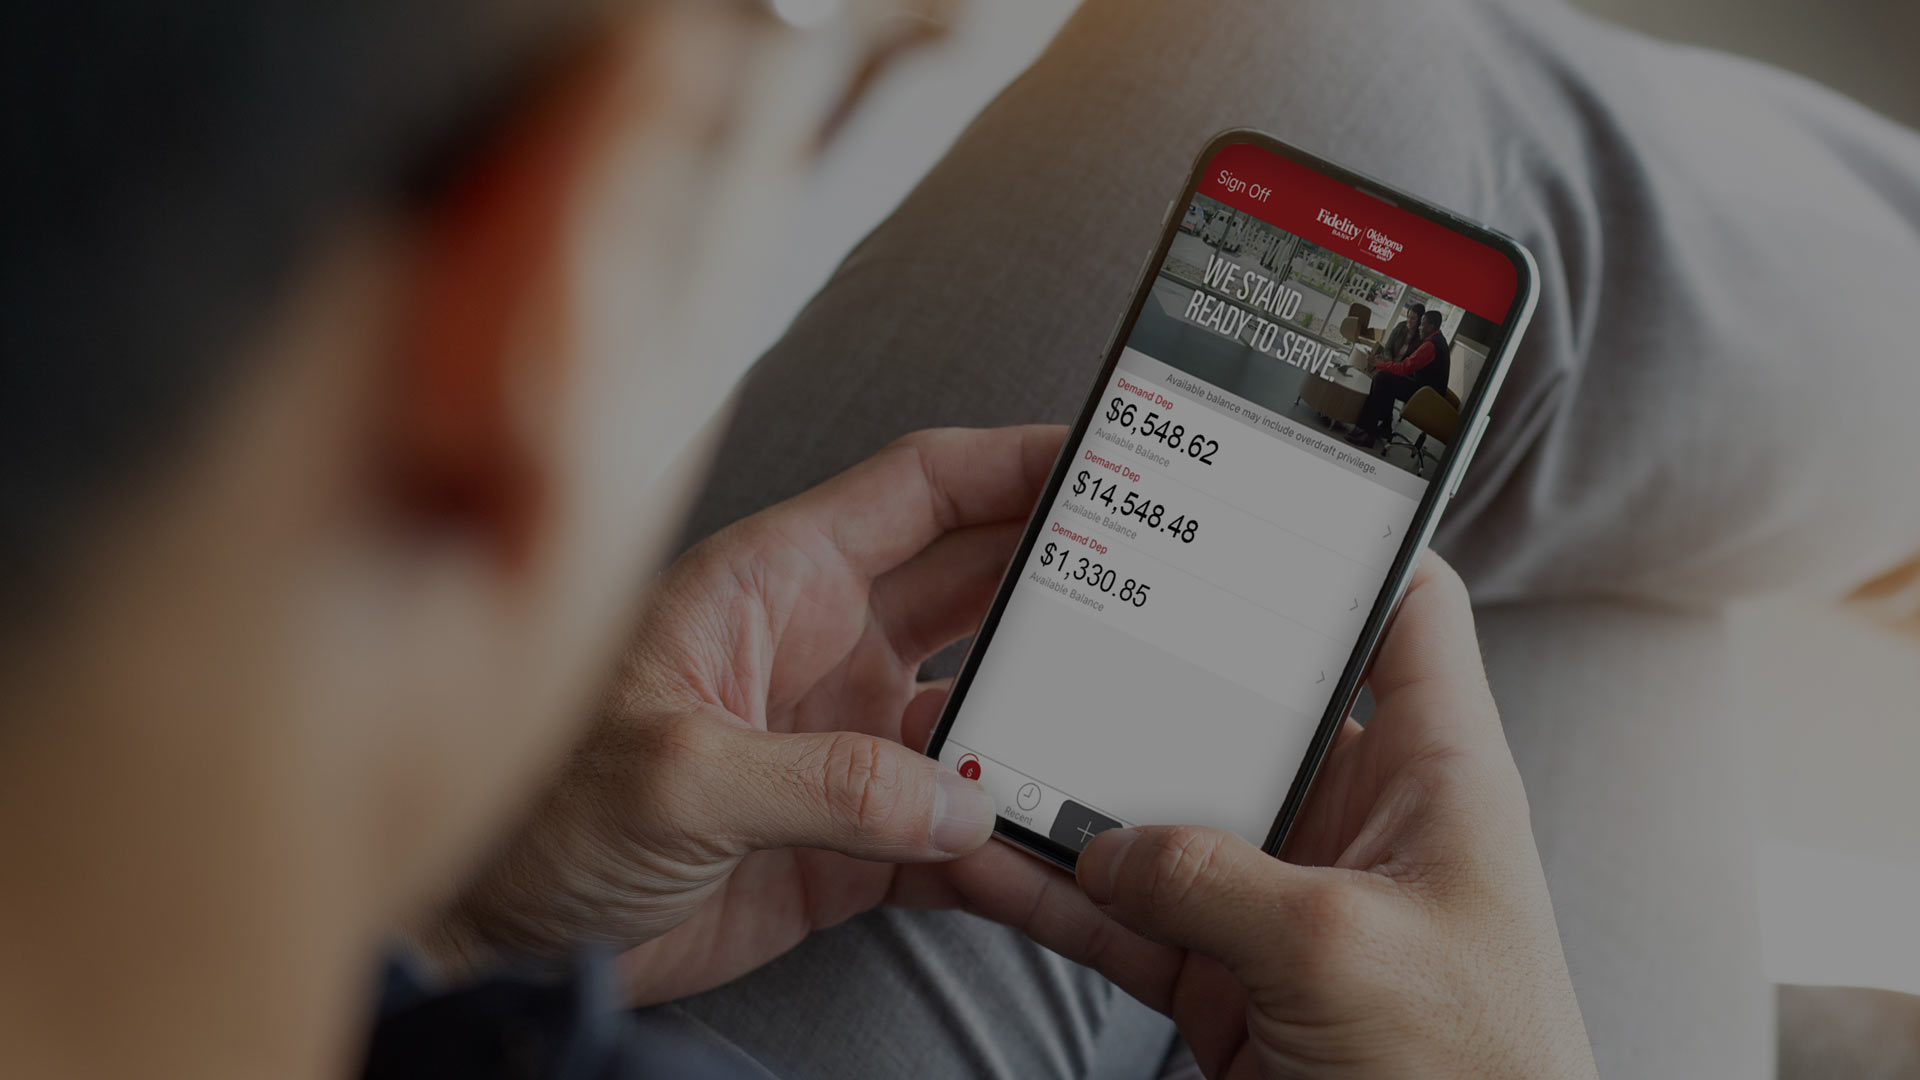 Sign Off
Fidelity
BANK
Oklahoma
Fidelity
BANK
WE STAND
READY TO SERVE.
Available balance may include overdraft privilege.
Demand Dep
$6,548.62
Available Balance
Demand Dep
$14,548.48
Available Balance
Demand Dep
$1,330.85
Available Balance
$
Recent